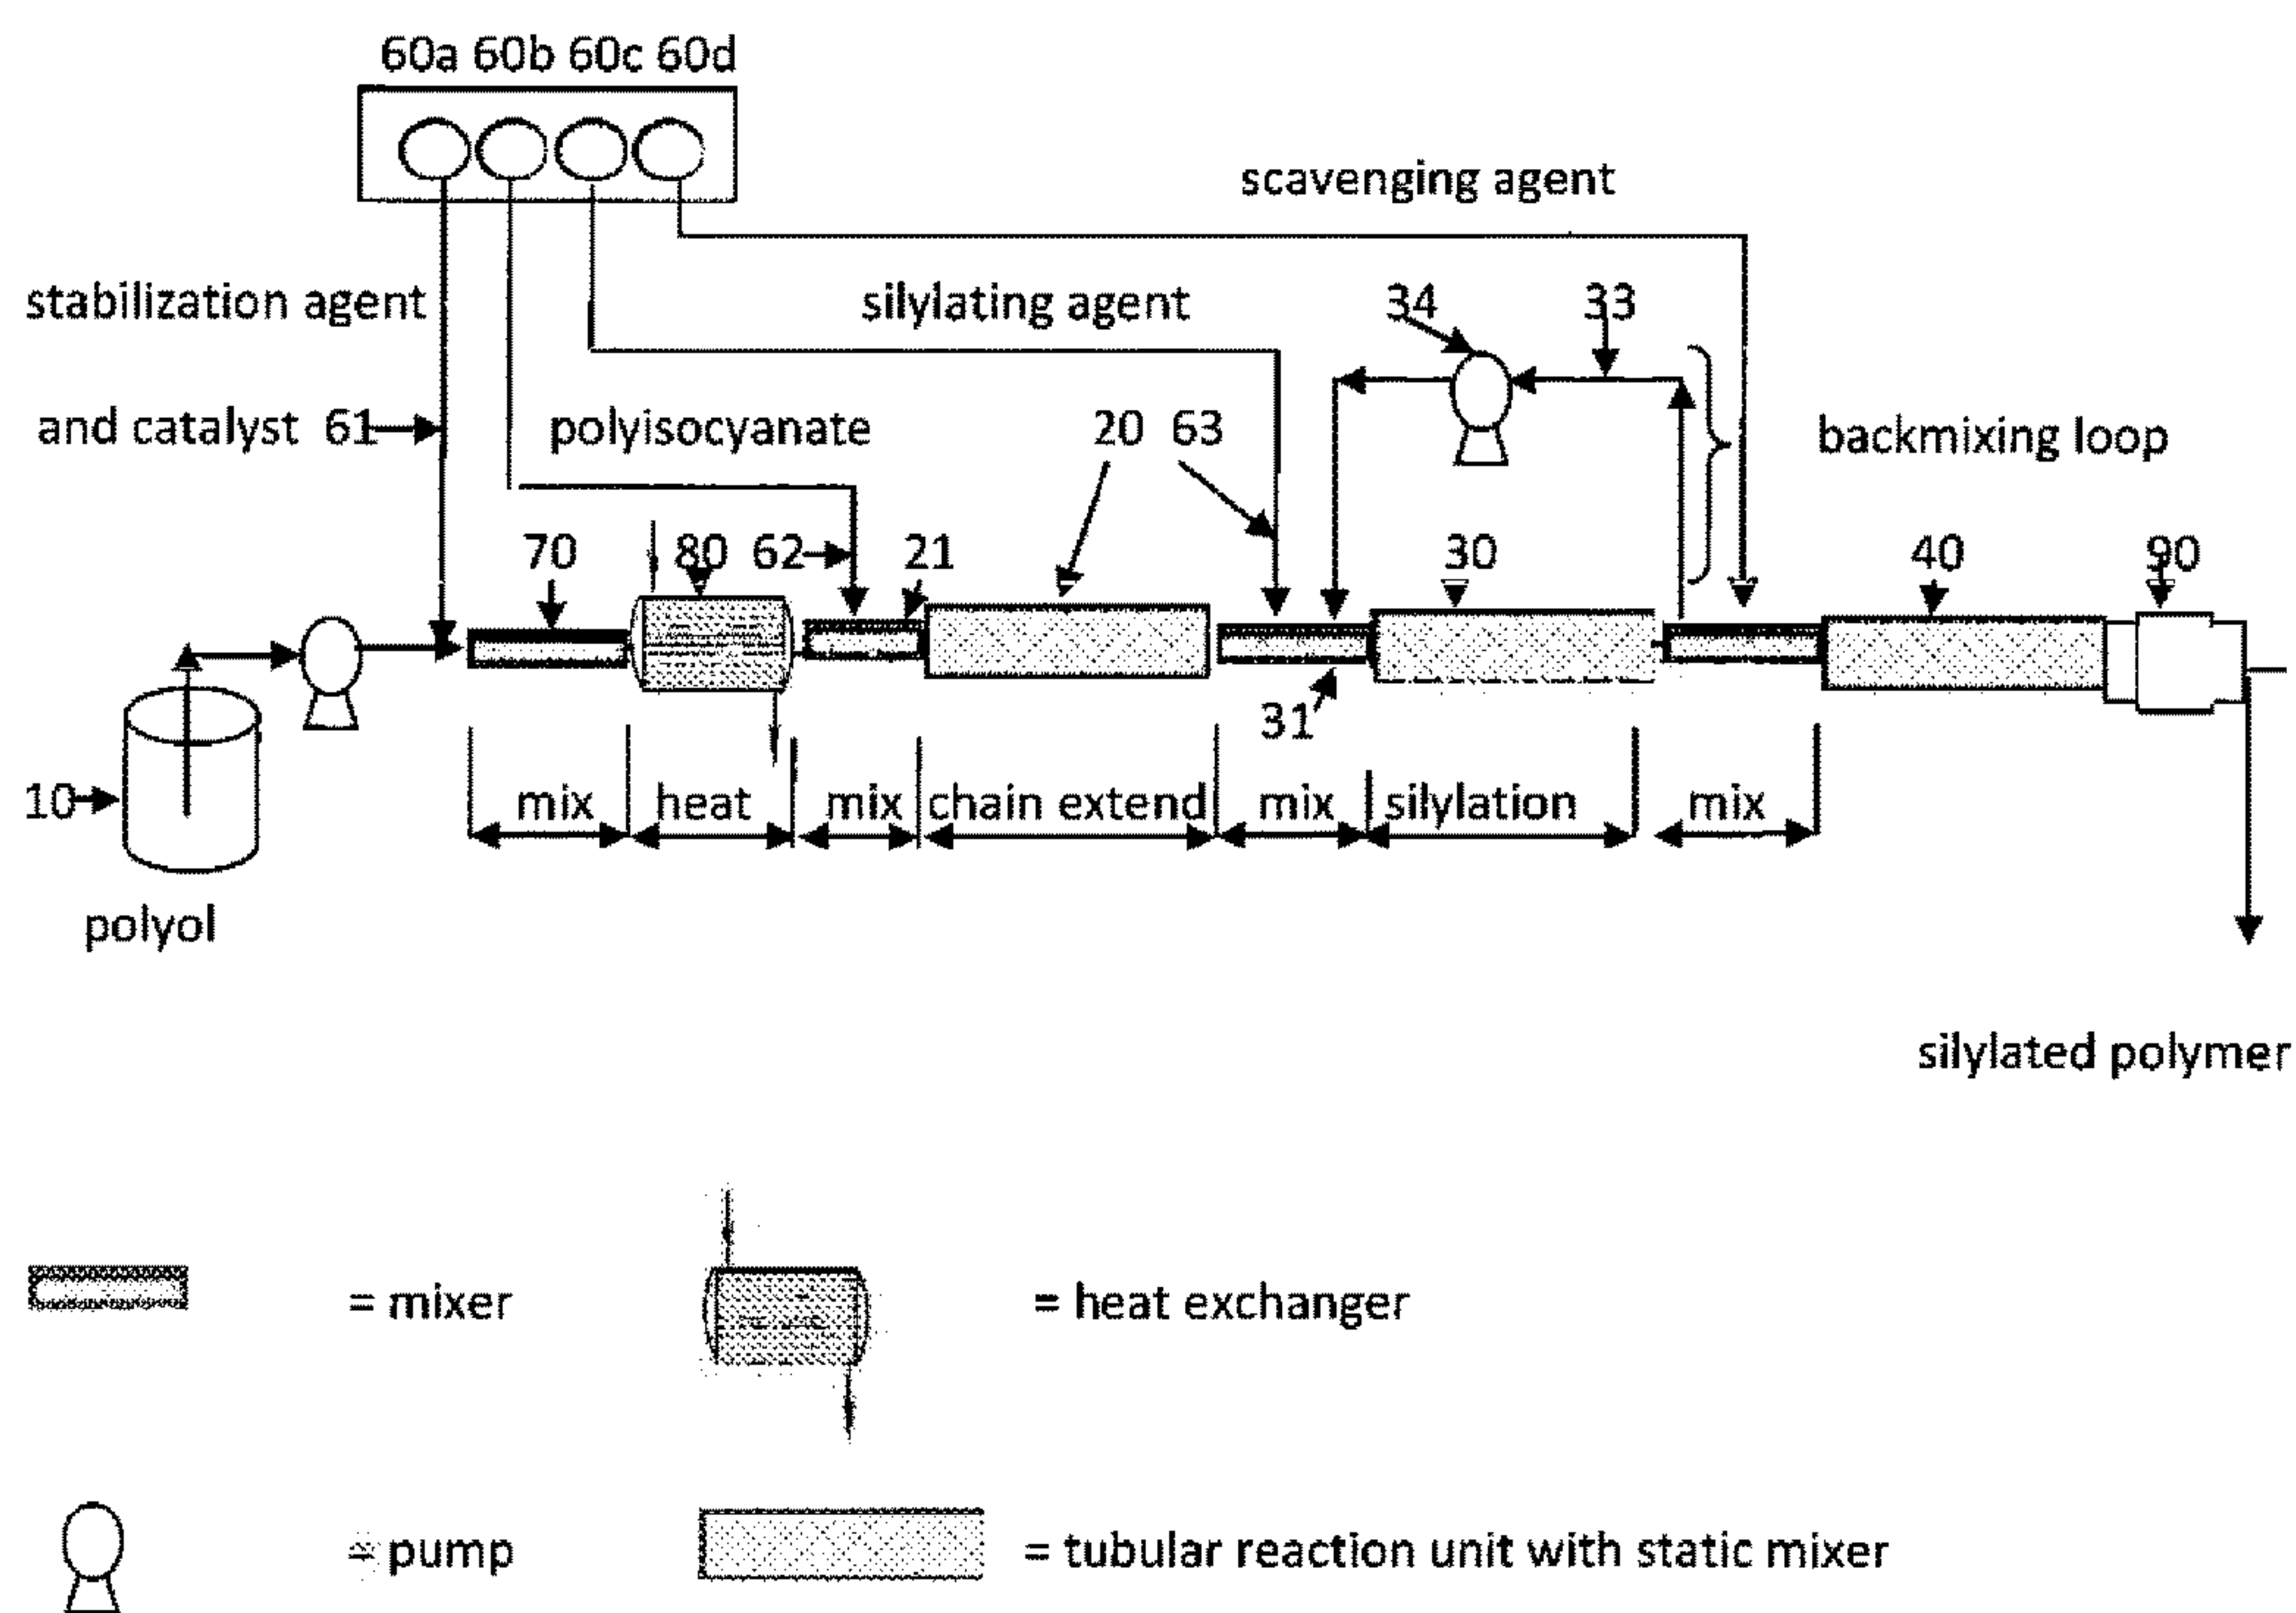 60a 60b 60c 60d
scavenging agent
stabilization agent
silylating agent
34
33
and catalyst 61
polyisocyanate
20 63
backmixing loop
70
80
62
21
30
40
90
31
10
mix
heat
mix
chain extend
mix
silylation
mix
polyol
silylated polymer
= mixer
= heat exchanger
= pump
= tubular reaction unit with static mixer